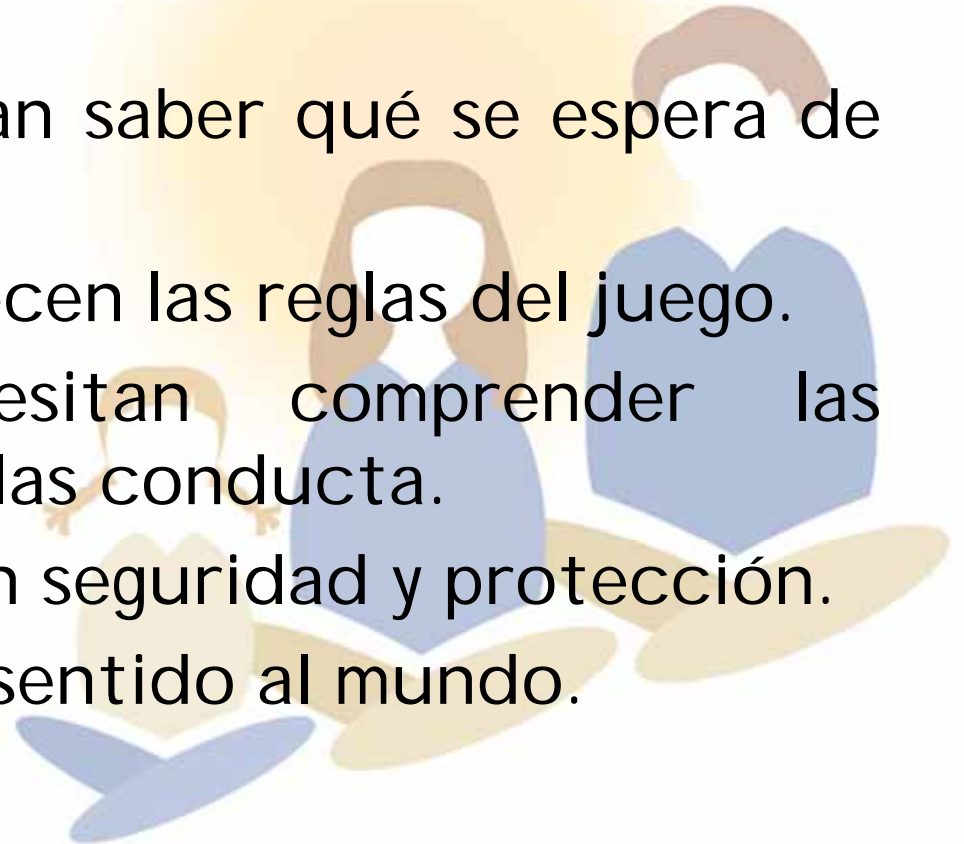 an saber qué se espera de
cen las reglas del juego.
esitan comprender las
las conducta.
n seguridad y protección.
sentido al mundo.